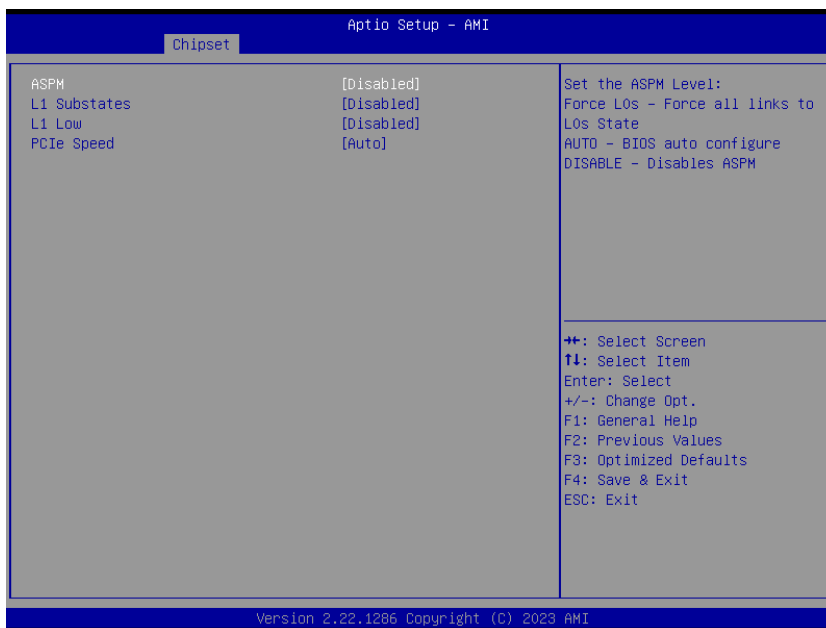 Aptio Setup - AMI
Chipset
ASPM [Disabled]
L1 Substates [Disabled]
L1 Low [Disabled]
PCIe Speed [Auto]
Set the ASPM Level:
Force L0s - Force all links to
L0s State
AUTO - BIOS auto configure
DISABLE - Disables ASPM
→←: Select Screen
↑↓: Select Item
Enter: Select
+/-: Change Opt.
F1: General Help
F2: Previous Values
F3: Optimized Defaults
F4: Save & Exit
ESC: Exit
Version 2.22.1286 Copyright (C) 2023 AMI